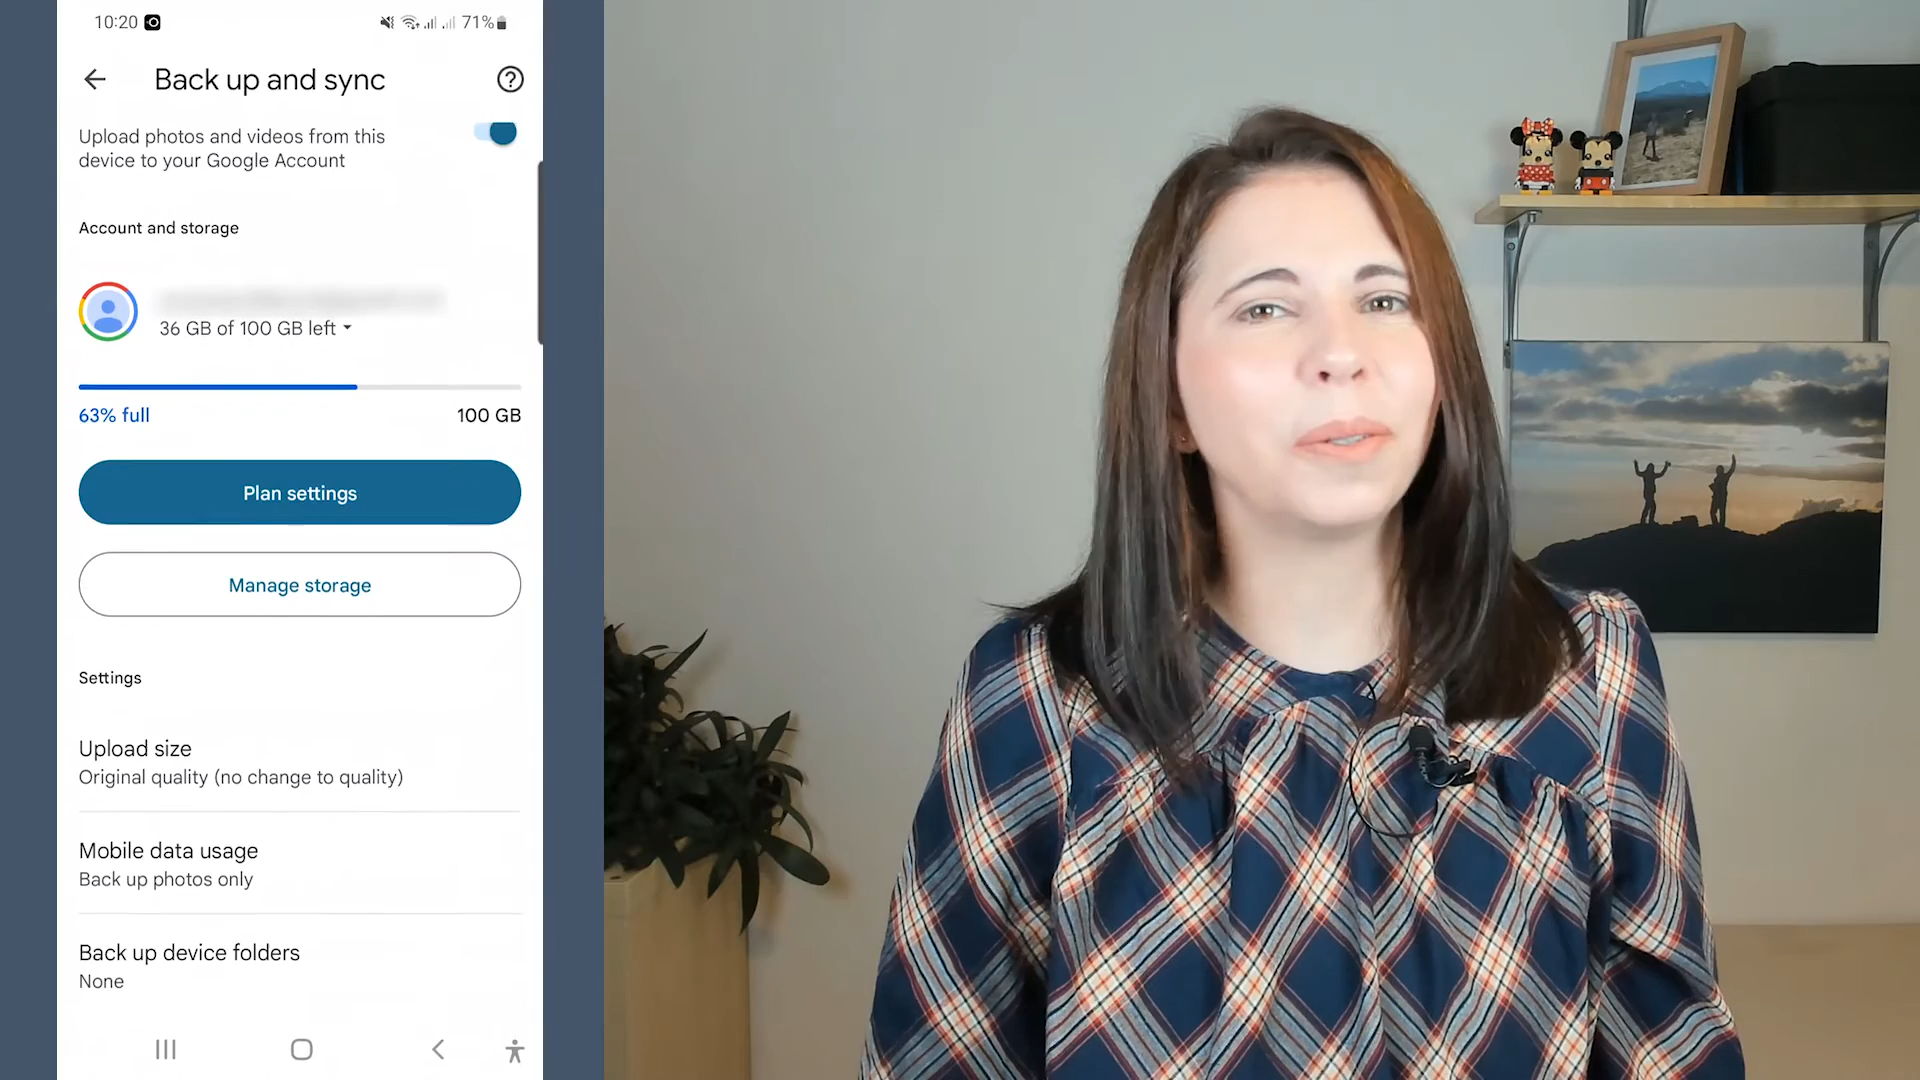 10:20
71%
Back up and sync
Upload photos and videos from this
device to your Google Account
Account and storage
36 GB of 100 GB left
63% full
100 GB
Plan settings
Manage storage
Settings
Upload size
Original quality (no change to quality)
Mobile data usage
Back up photos only
Back up device folders
None